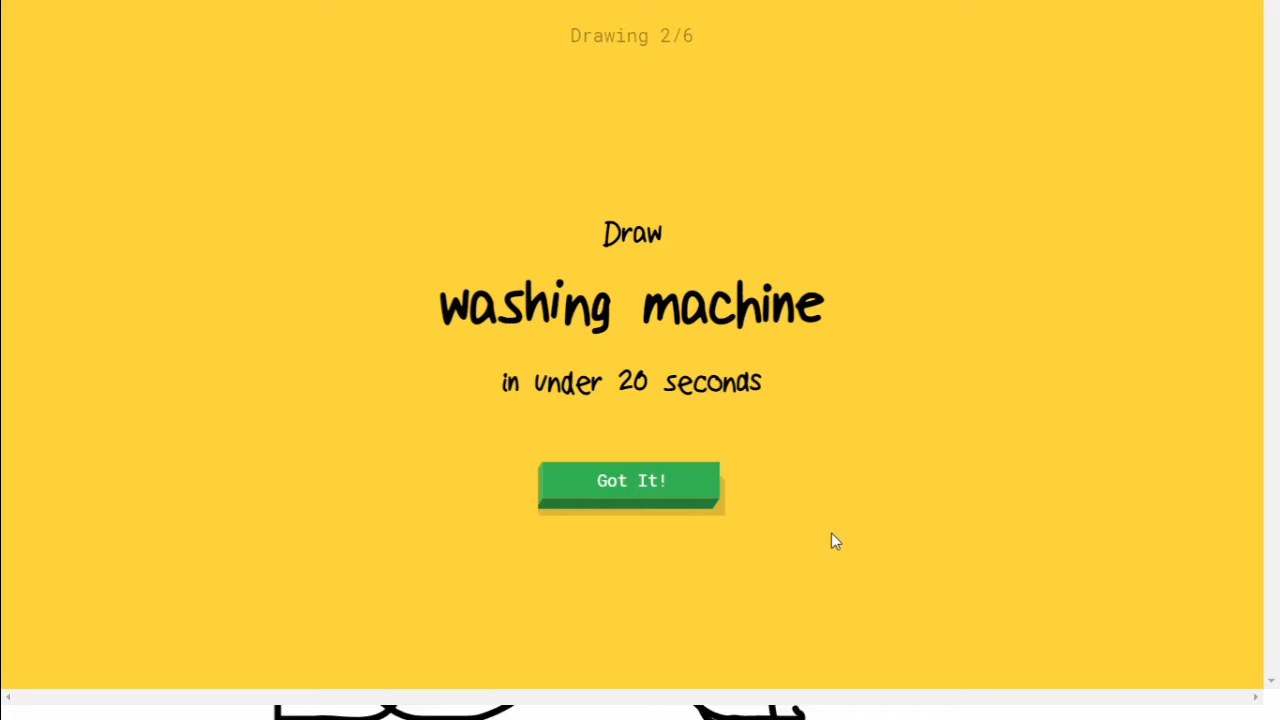 Drawing 2/6
Draw
washing machine
in under 20 seconds
Got It!